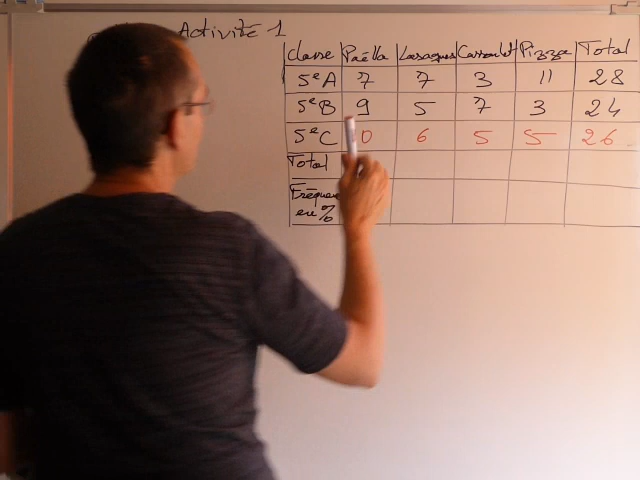 Activité 1
Classe Paëlla Lasagnes Cassoulet Pizza Total
5eA 7 7 3 11 28
5eB 9 5 7 3 24
5eC 0 6 5 5 26
Total
Fréquence
en %